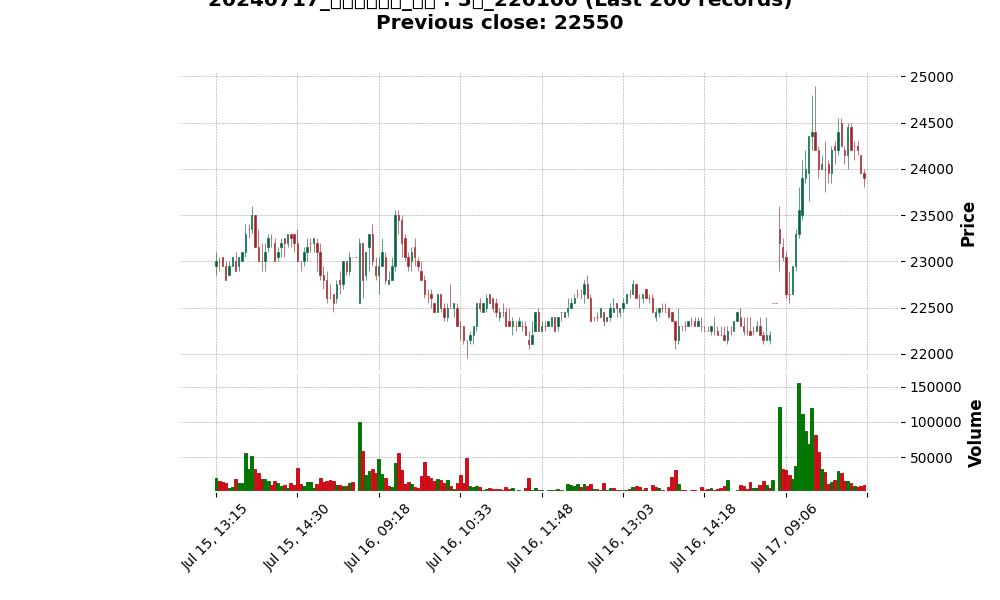 20240717_ _ : 3 _220100 (Last 200 records)
Previous close: 22550
25000
24500
24000
23500
23000
22500
22000
Price
150000
100000
50000
Volume
Jul 15, 13:15
Jul 15, 14:30
Jul 16, 09:18
Jul 16, 10:33
Jul 16, 11:48
Jul 16, 13:03
Jul 16, 14:18
Jul 17, 09:06